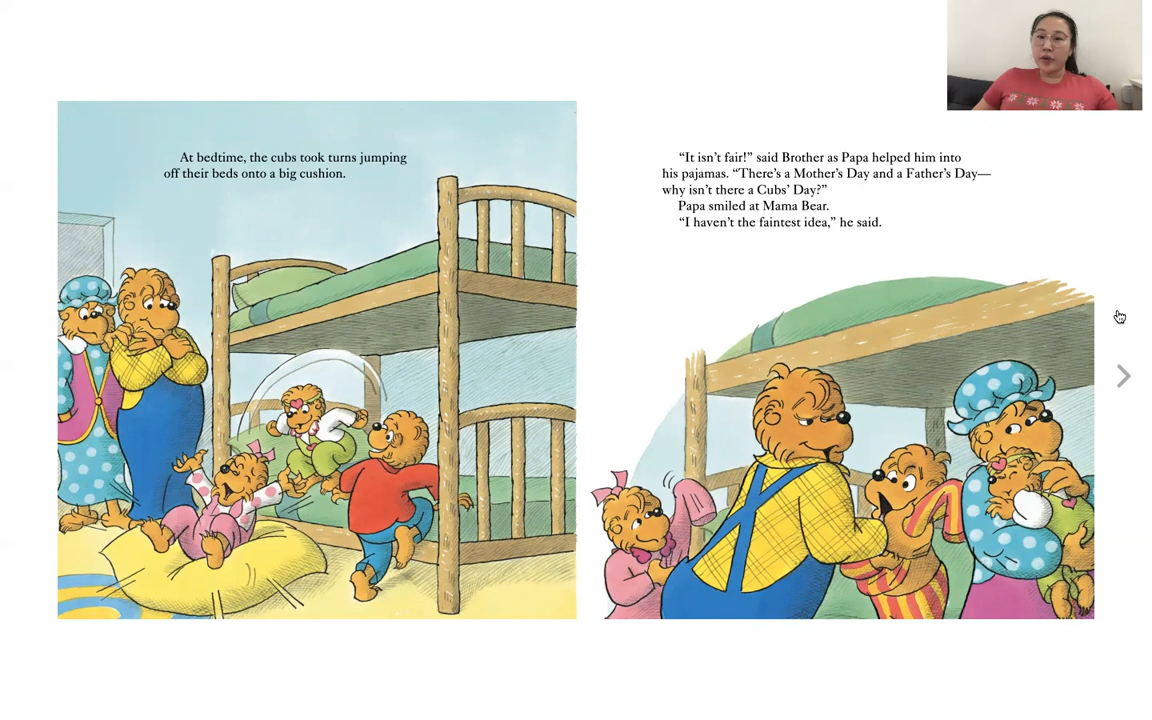 At bedtime, the cubs took turns jumping
off their beds onto a big cushion.
“It isn’t fair!” said Brother as Papa helped him into
his pajamas. “There’s a Mother’s Day and a Father’s Day—
why isn’t there a Cubs’ Day?”
Papa smiled at Mama Bear.
“I haven’t the faintest idea,” he said.